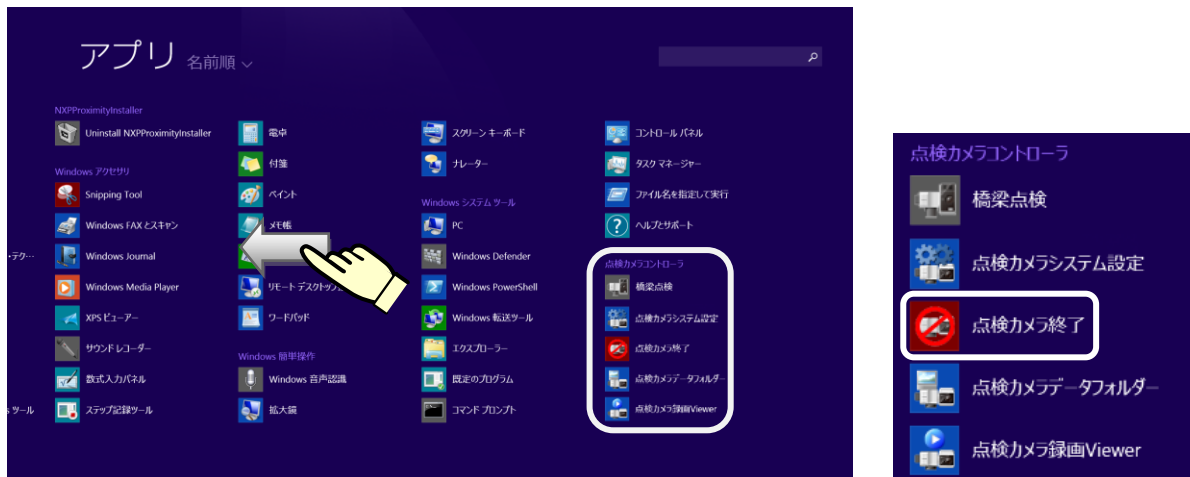 アプリ 名前順
NXPProximityInstaller
Uninstall NXPProximityInstaller
Windows アクセサリ
Snipping Tool
Windows FAX とスキャン
Windows Journal
Windows Media Player
XPS ビューアー
サウンド レコーダー
数式入力パネル
ステップ記録ツール
電卓
付箋
ペイント
メモ帳
リモート デスクトップ
ワードパッド
Windows 簡単操作
Windows 音声認識
拡大鏡
スクリーン キーボード
ナレーター
Windows システム ツール
PC
Windows Defender
Windows PowerShell
Windows 転送ツール
エクスプローラー
既定のプログラム
コマンド プロンプト
コントロール パネル
タスク マネージャー
ファイル名を指定して実行
ヘルプとサポート
点検カメラコントローラ
橋梁点検
点検カメラシステム設定
点検カメラ終了
点検カメラデータフォルダー
点検カメラ録画Viewer
点検カメラコントローラ
橋梁点検
点検カメラシステム設定
点検カメラ終了
点検カメラデータフォルダー
点検カメラ録画Viewer